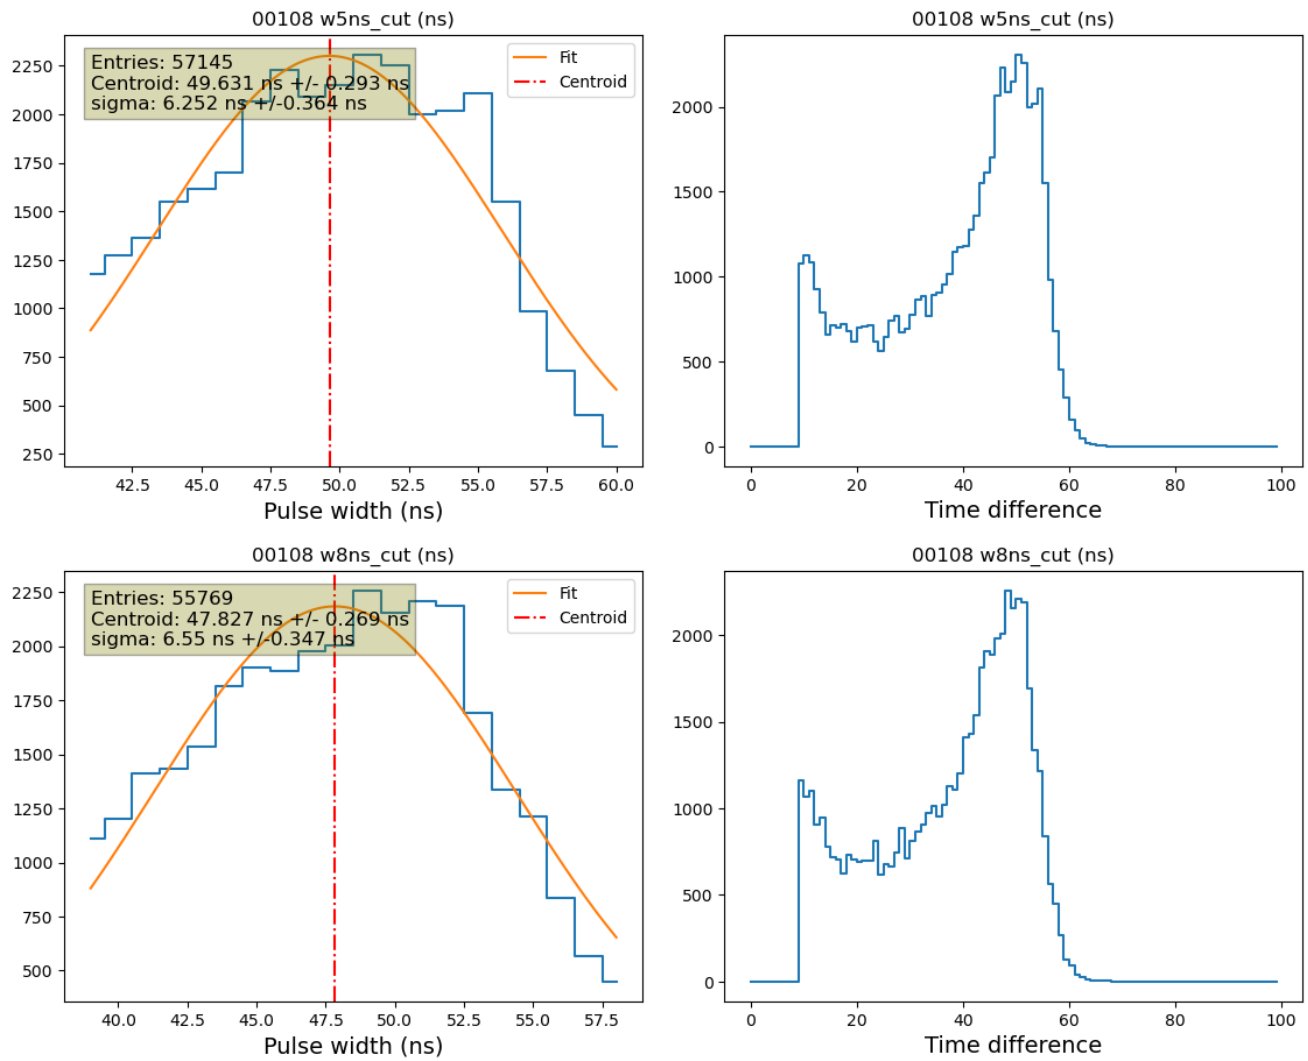 00108 w5ns_cut (ns)
Entries: 57145
Centroid: 49.631 ns +/- 0.293 ns
sigma: 6.252 ns +/-0.364 ns
Fit
Centroid
2250
2000
1750
1500
1250
1000
750
500
250
42.5 45.0 47.5 50.0 52.5 55.0 57.5 60.0
Pulse width (ns)
00108 w5ns_cut (ns)
2000
1500
1000
500
0
0 20 40 60 80 100
Time difference
00108 w8ns_cut (ns)
Entries: 55769
Centroid: 47.827 ns +/- 0.269 ns
sigma: 6.55 ns +/-0.347 ns
Fit
Centroid
2250
2000
1750
1500
1250
1000
750
500
40.0 42.5 45.0 47.5 50.0 52.5 55.0 57.5
Pulse width (ns)
00108 w8ns_cut (ns)
2000
1500
1000
500
0
0 20 40 60 80 100
Time difference